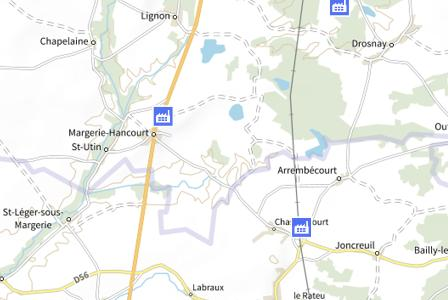 Lignon
Chapelaine
Drosnay
Margerie-Hancourt
St-Utin
Arrembécourt
St-Léger-sous-
Margerie
Joncreuil
D56
Labraux
le Rateau